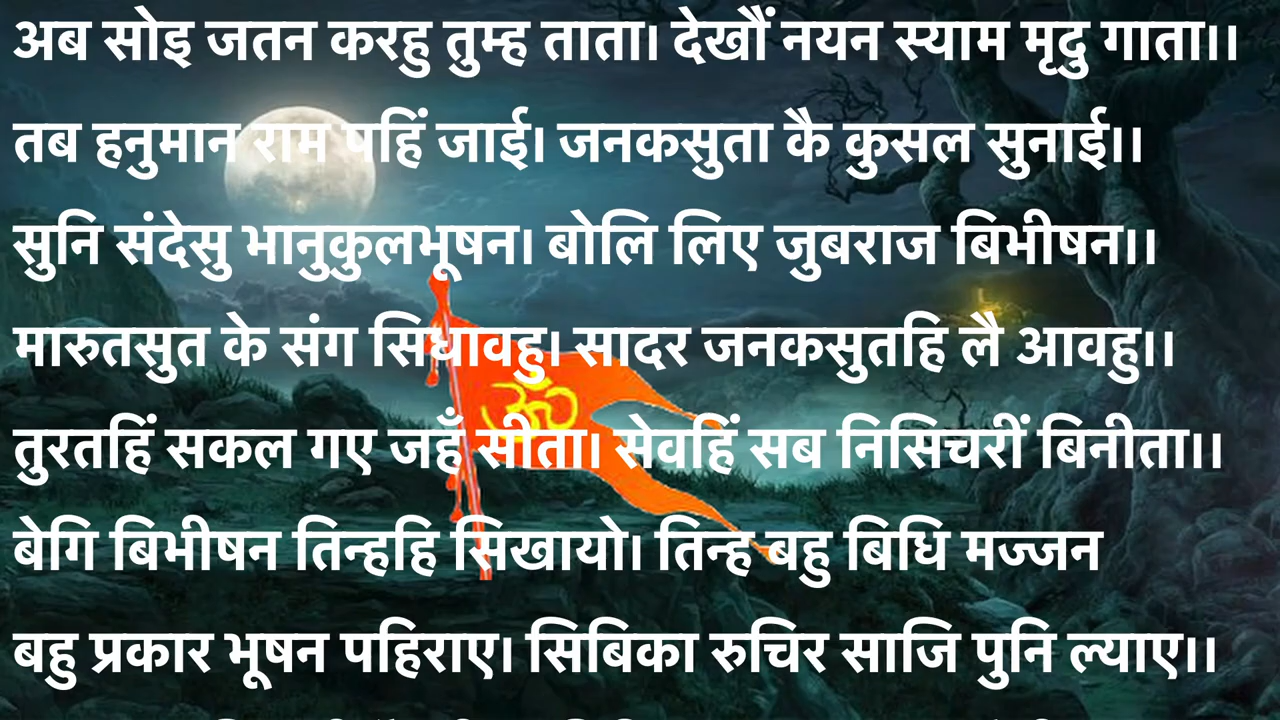 अब सोइ जतन करहु तुम्ह ताता। देखौं नयन स्याम मृदु गाता।।
तब हनुमान राम पहिं जाई। जनकसुता कै कुसल सुनाई।।
सुनि संदेसु भानुकुलभूषन। बोलि लिए जुबराज बिभीषन।।
मारुतसुत के संग सिधावहु। सादर जनकसुतहि लै आवहु।।
तुरतहिं सकल गए जहँ सीता। सेवहिं सब निसिचरीं बिनीता।।
बेगि बिभीषन तिन्हहि सिखायो। तिन्ह बहु बिधि मज्जन
बहु प्रकार भूषन पहिराए। सिबिका रुचिर साजि पुनि ल्याए।।
ॐ